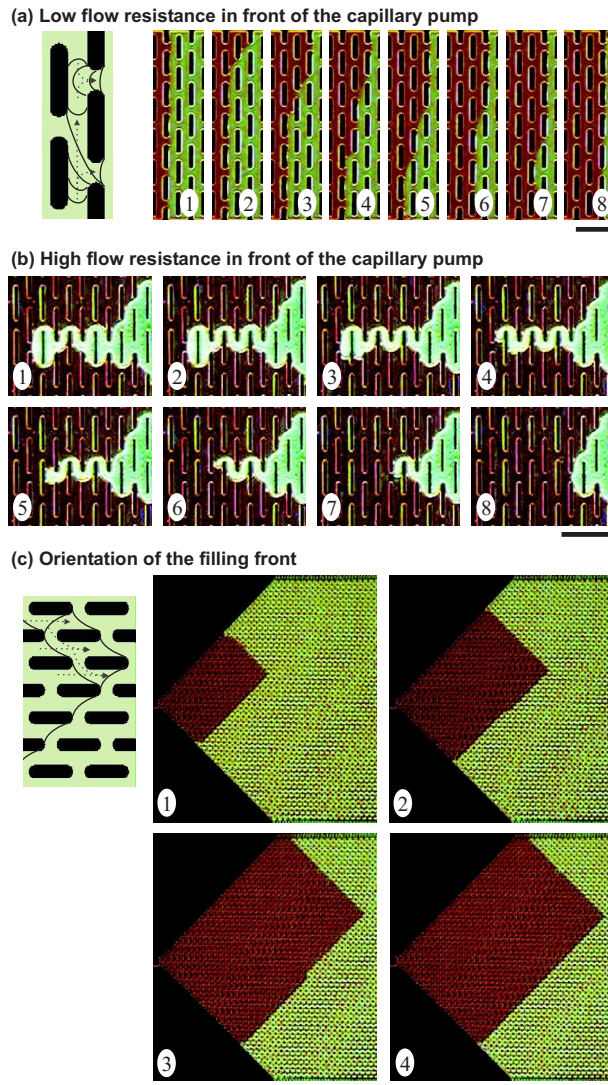 (a) Low flow resistance in front of the capillary pump
1 2 3 4 5 6 7 8
(b) High flow resistance in front of the capillary pump
1 2 3 4
5 6 7 8
(c) Orientation of the filling front
1 2
3 4